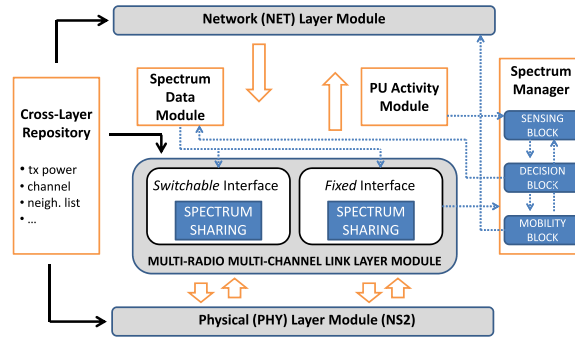 Network (NET) Layer Module
Cross-Layer
Repository
• tx power
• channel
• neigh. list
• ...
Spectrum
Data
Module
PU Activity
Module
Spectrum
Manager
SENSING
BLOCK
DECISION
BLOCK
MOBILITY
BLOCK
Switchable Interface
SPECTRUM
SHARING
Fixed Interface
SPECTRUM
SHARING
MULTI-RADIO MULTI-CHANNEL LINK LAYER MODULE
Physical (PHY) Layer Module (NS2)